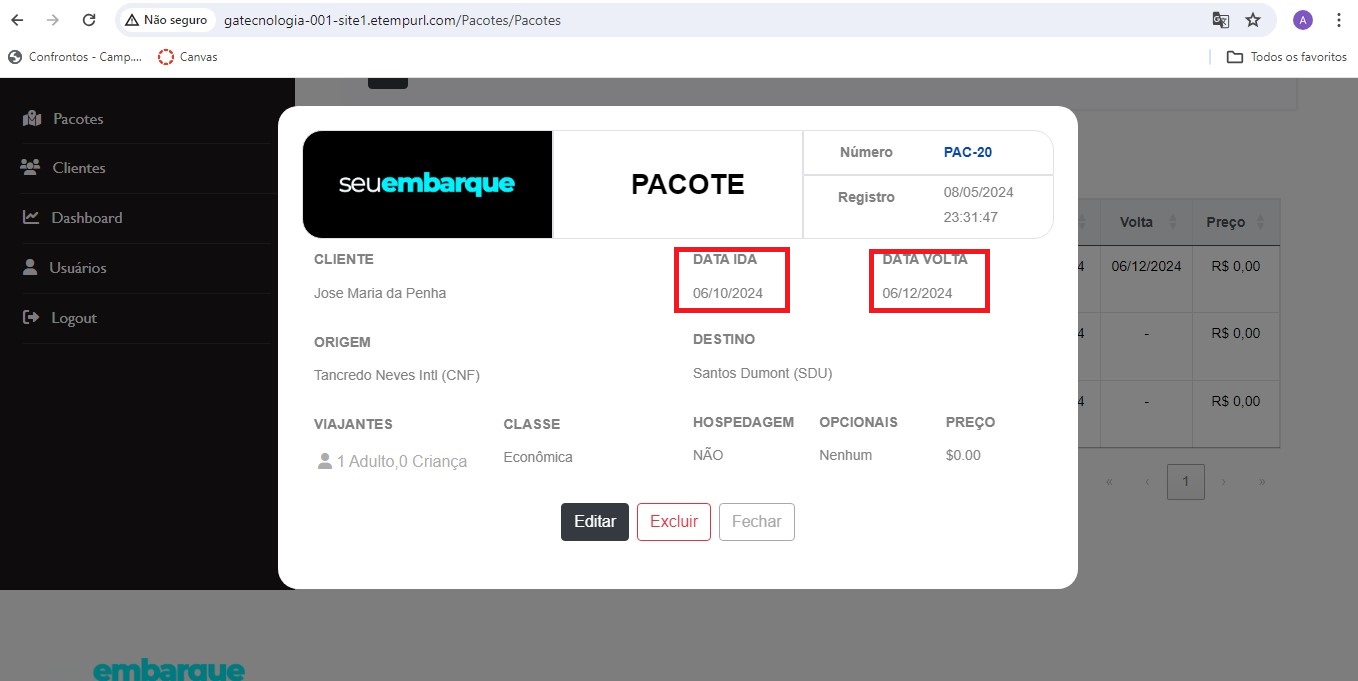 Não seguro
gatecnologia-001-site1.etempurl.com/Pacotes/Pacotes
A
Confrontos - Camp....
Canvas
Todos os favoritos
Pacotes
Clientes
Dashboard
Usuários
Logout
seuembarque
PACOTE
Número PAC-20
Registro 08/05/2024
23:31:47
CLIENTE DATA IDA DATA VOLTA
Jose Maria da Penha 06/10/2024 06/12/2024
ORIGEM DESTINO
Tancredo Neves Intl (CNF) Santos Dumont (SDU)
VIAJANTES CLASSE HOSPEDAGEM OPCIONAIS PREÇO
1 Adulto,0 Criança Econômica NÃO Nenhum $0.00
Editar Excluir Fechar
Volta Preço
4 06/12/2024 R$ 0,00
4 - R$ 0,00
4 - R$ 0,00
« ‹ 1 › »
embarque